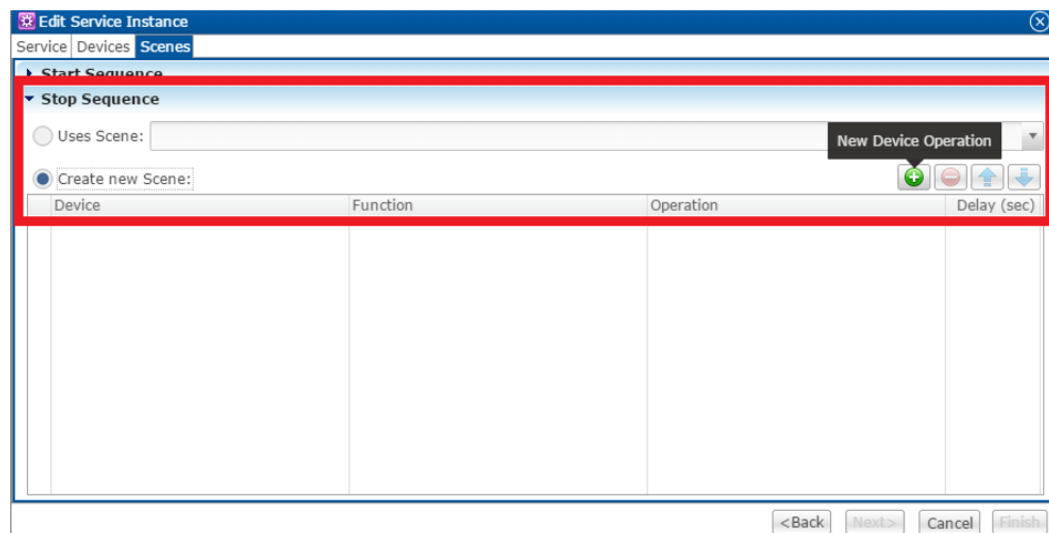 Edit Service Instance
Service Devices Scenes
Start Sequence
Stop Sequence
Uses Scene:
New Device Operation
Create new Scene:
Device Function Operation Delay (sec)
<Back Next> Cancel Finish